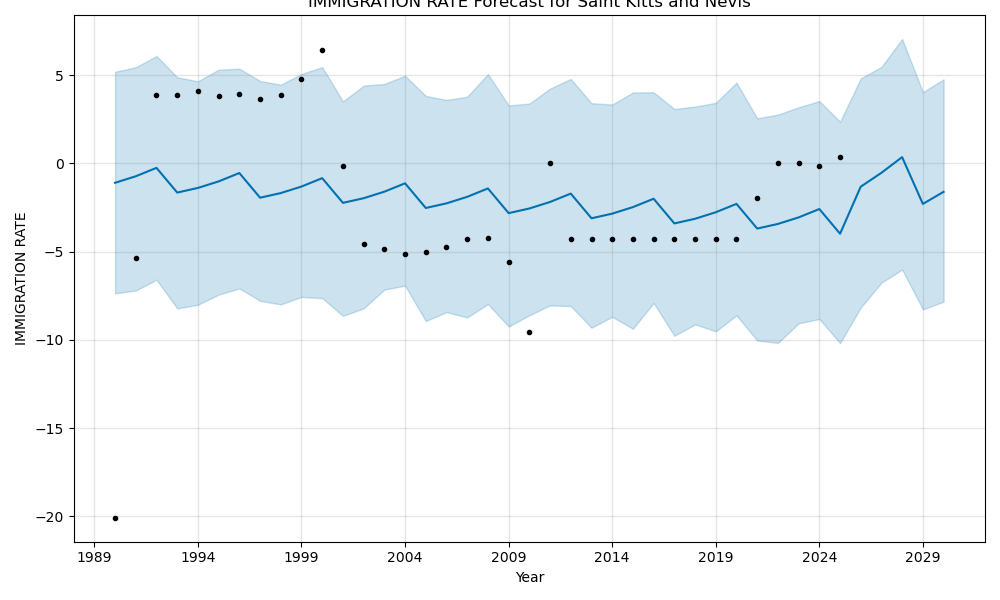 IMMIGRATION RATE Forecast for Saint Kitts and Nevis
5
0
−5
−10
−15
−20
IMMIGRATION RATE
1989 1994 1999 2004 2009 2014 2019 2024 2029
Year